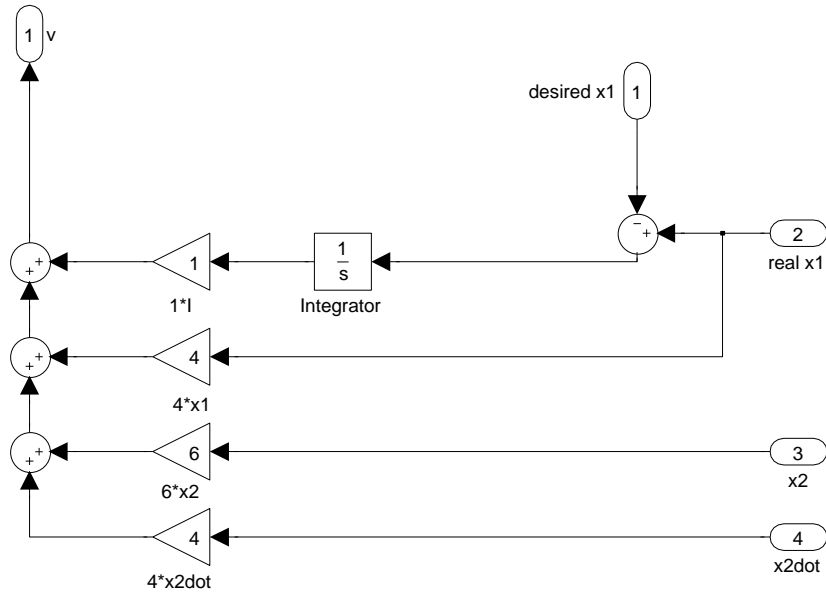 1
v
desired x1
1
−
+
2
real x1
+
+
1
1*I
1
s
Integrator
+
+
4
4*x1
+
+
6
6*x2
3
x2
4
4*x2dot
4
x2dot